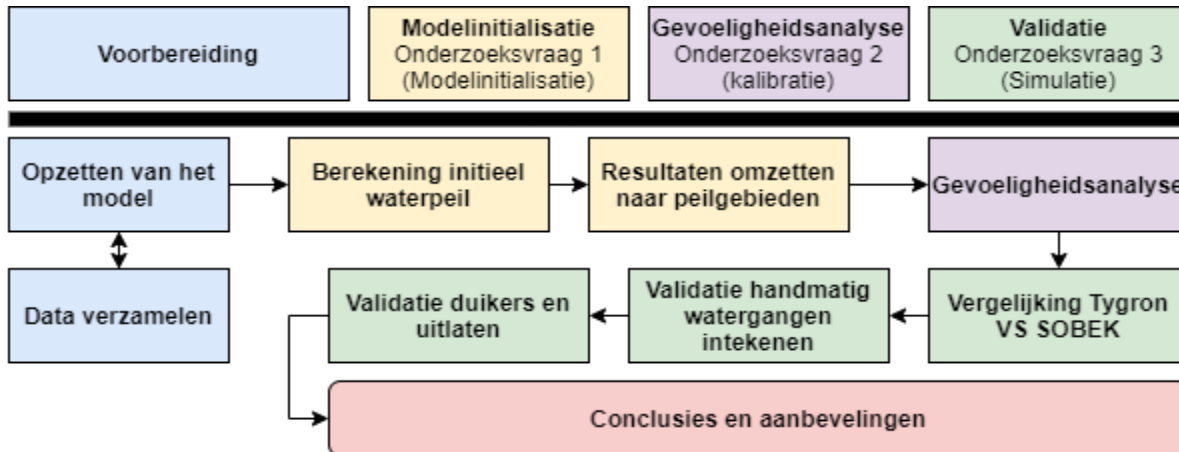 Voorbereiding
Modelinitialisatie
Onderzoeksvraag 1
(Modelinitialisatie)
Gevoeligheidsanalyse
Onderzoeksvraag 2
(kalibratie)
Validatie
Onderzoeksvraag 3
(Simulatie)
Opzetten van het
model
Berekening initieel
waterpeil
Resultaten omzetten
naar peilgebieden
Gevoeligheidsanalyse
Data verzamelen
Validatie duikers en
uitlaten
Validatie handmatig
watergangen
intekenen
Vergelijking Tygron
VS SOBEK
Conclusies en aanbevelingen